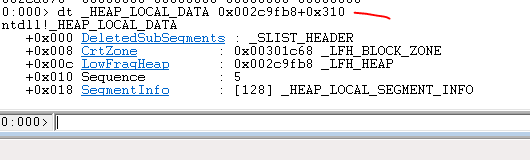 0:000> dt _HEAP_LOCAL_DATA 0x002c9fb8+0x310
ntdll!_HEAP_LOCAL_DATA
+0x000 DeletedSubSegments : _SLIST_HEADER
+0x008 CrtZone : 0x00301c68 _LFH_BLOCK_ZONE
+0x00c LowFragHeap : 0x002c9fb8 _LFH_HEAP
+0x010 Sequence : 5
+0x018 SegmentInfo : [128] _HEAP_LOCAL_SEGMENT_INFO
0:000>